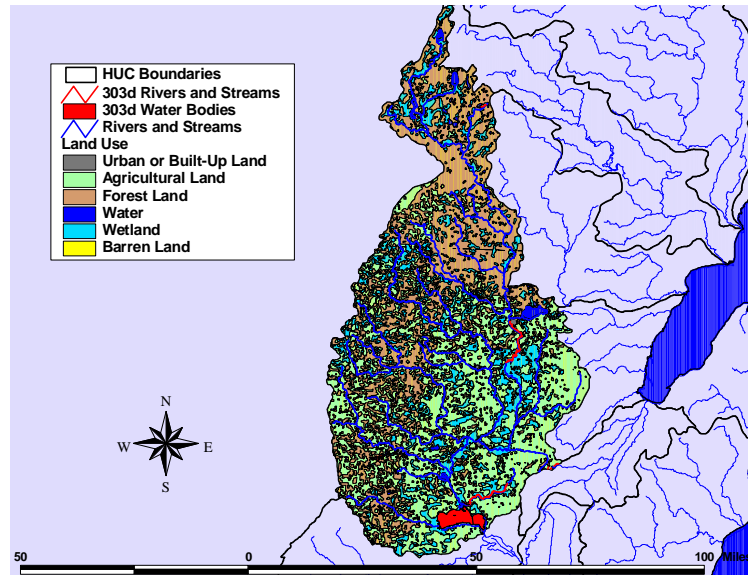 HUC Boundaries
303d Rivers and Streams
303d Water Bodies
Rivers and Streams
Land Use
Urban or Built-Up Land
Agricultural Land
Forest Land
Water
Wetland
Barren Land
N
W E
S
50 0 50 100 Miles